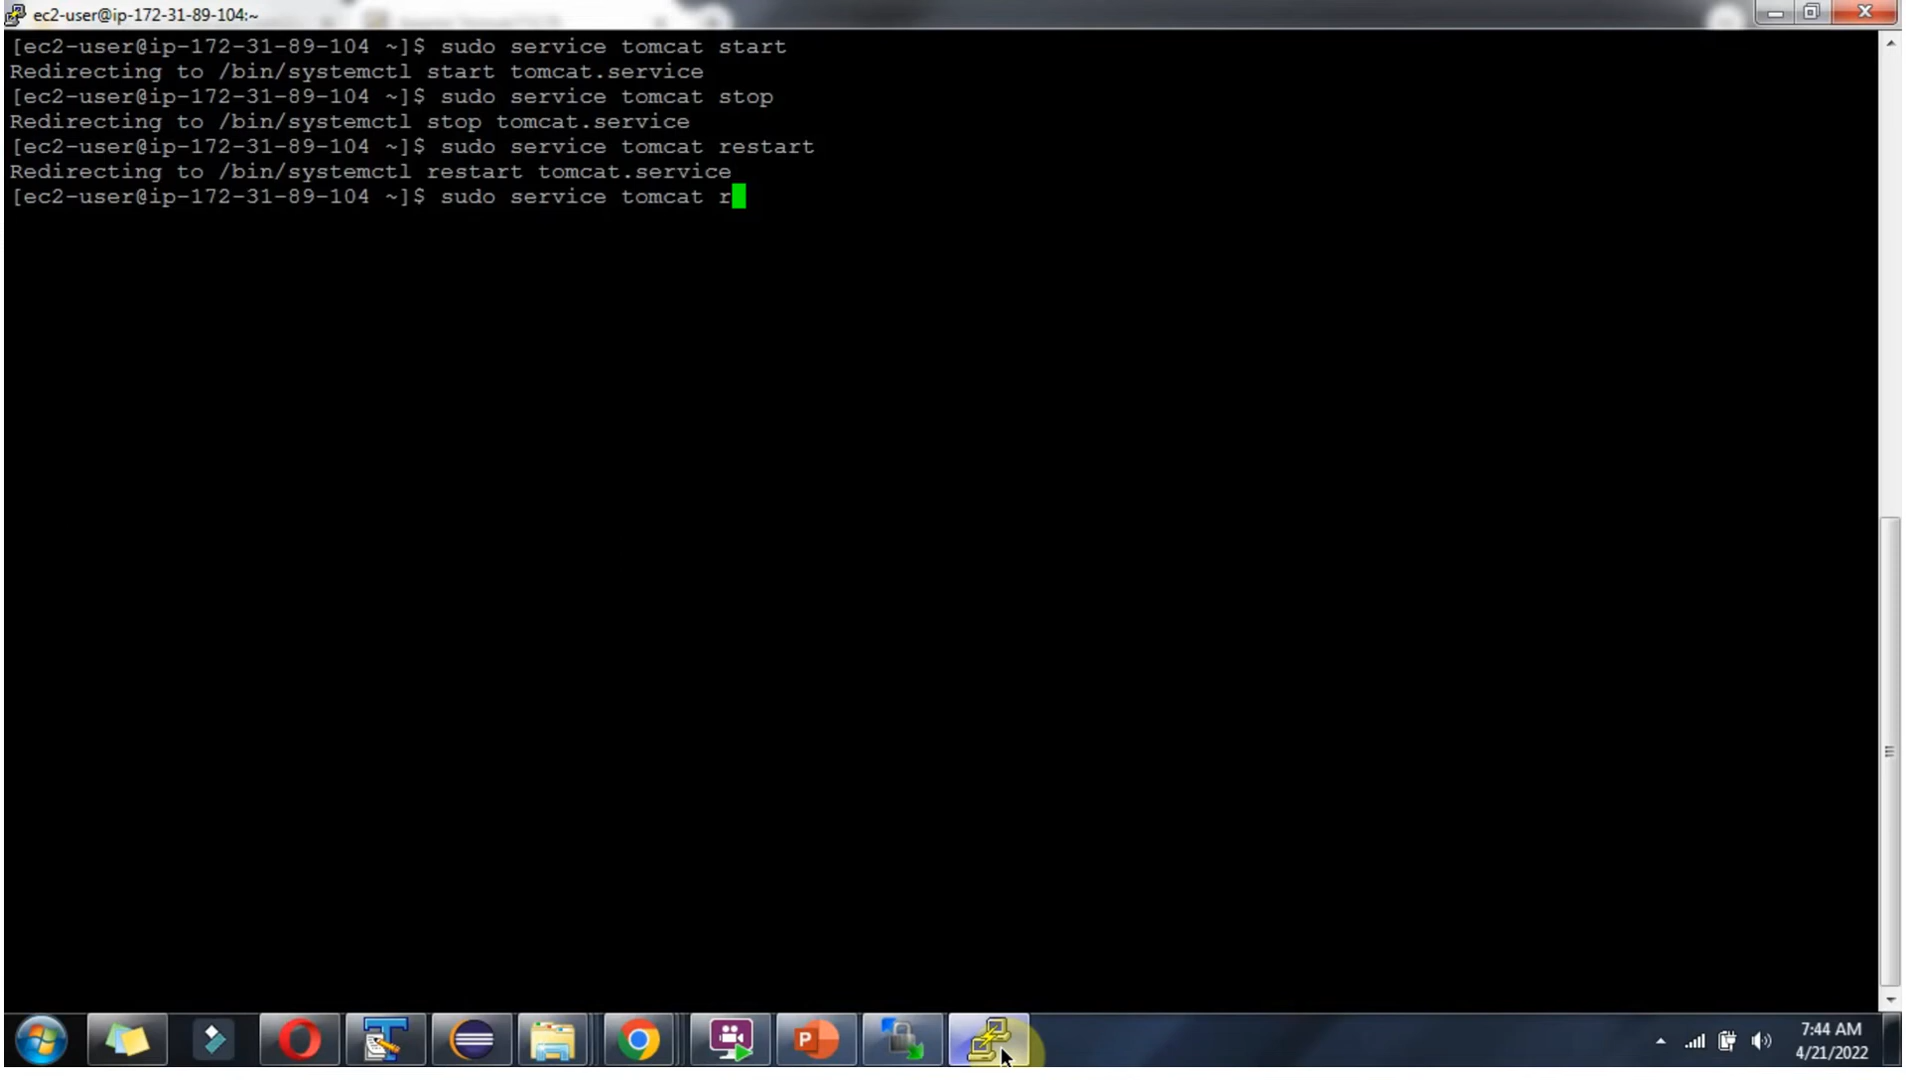 ec2-user@ip-172-31-89-104:~
[ec2-user@ip-172-31-89-104 ~]$ sudo service tomcat start
Redirecting to /bin/systemctl start tomcat.service
[ec2-user@ip-172-31-89-104 ~]$ sudo service tomcat stop
Redirecting to /bin/systemctl stop tomcat.service
[ec2-user@ip-172-31-89-104 ~]$ sudo service tomcat restart
Redirecting to /bin/systemctl restart tomcat.service
[ec2-user@ip-172-31-89-104 ~]$ sudo service tomcat r
P
7:44 AM
4/21/2022